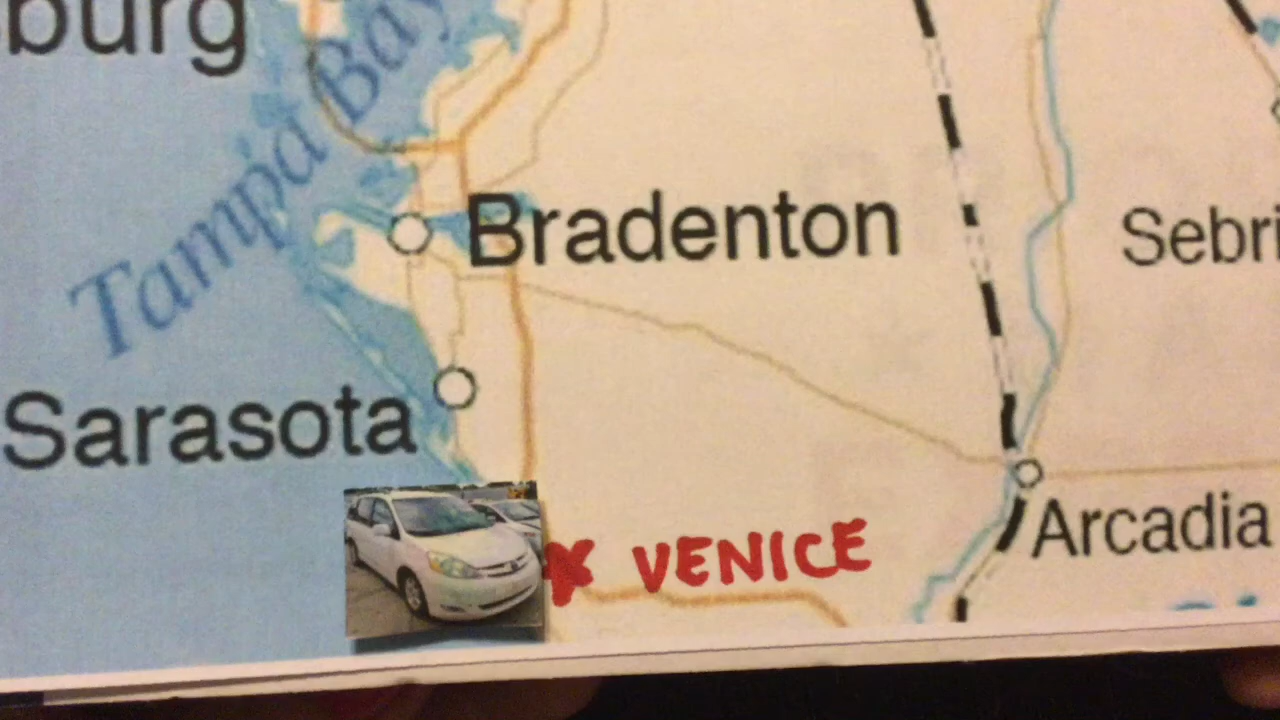 burg
Tampa Bay
Bradenton
Sebri
Sarasota
Arcadia
VENICE